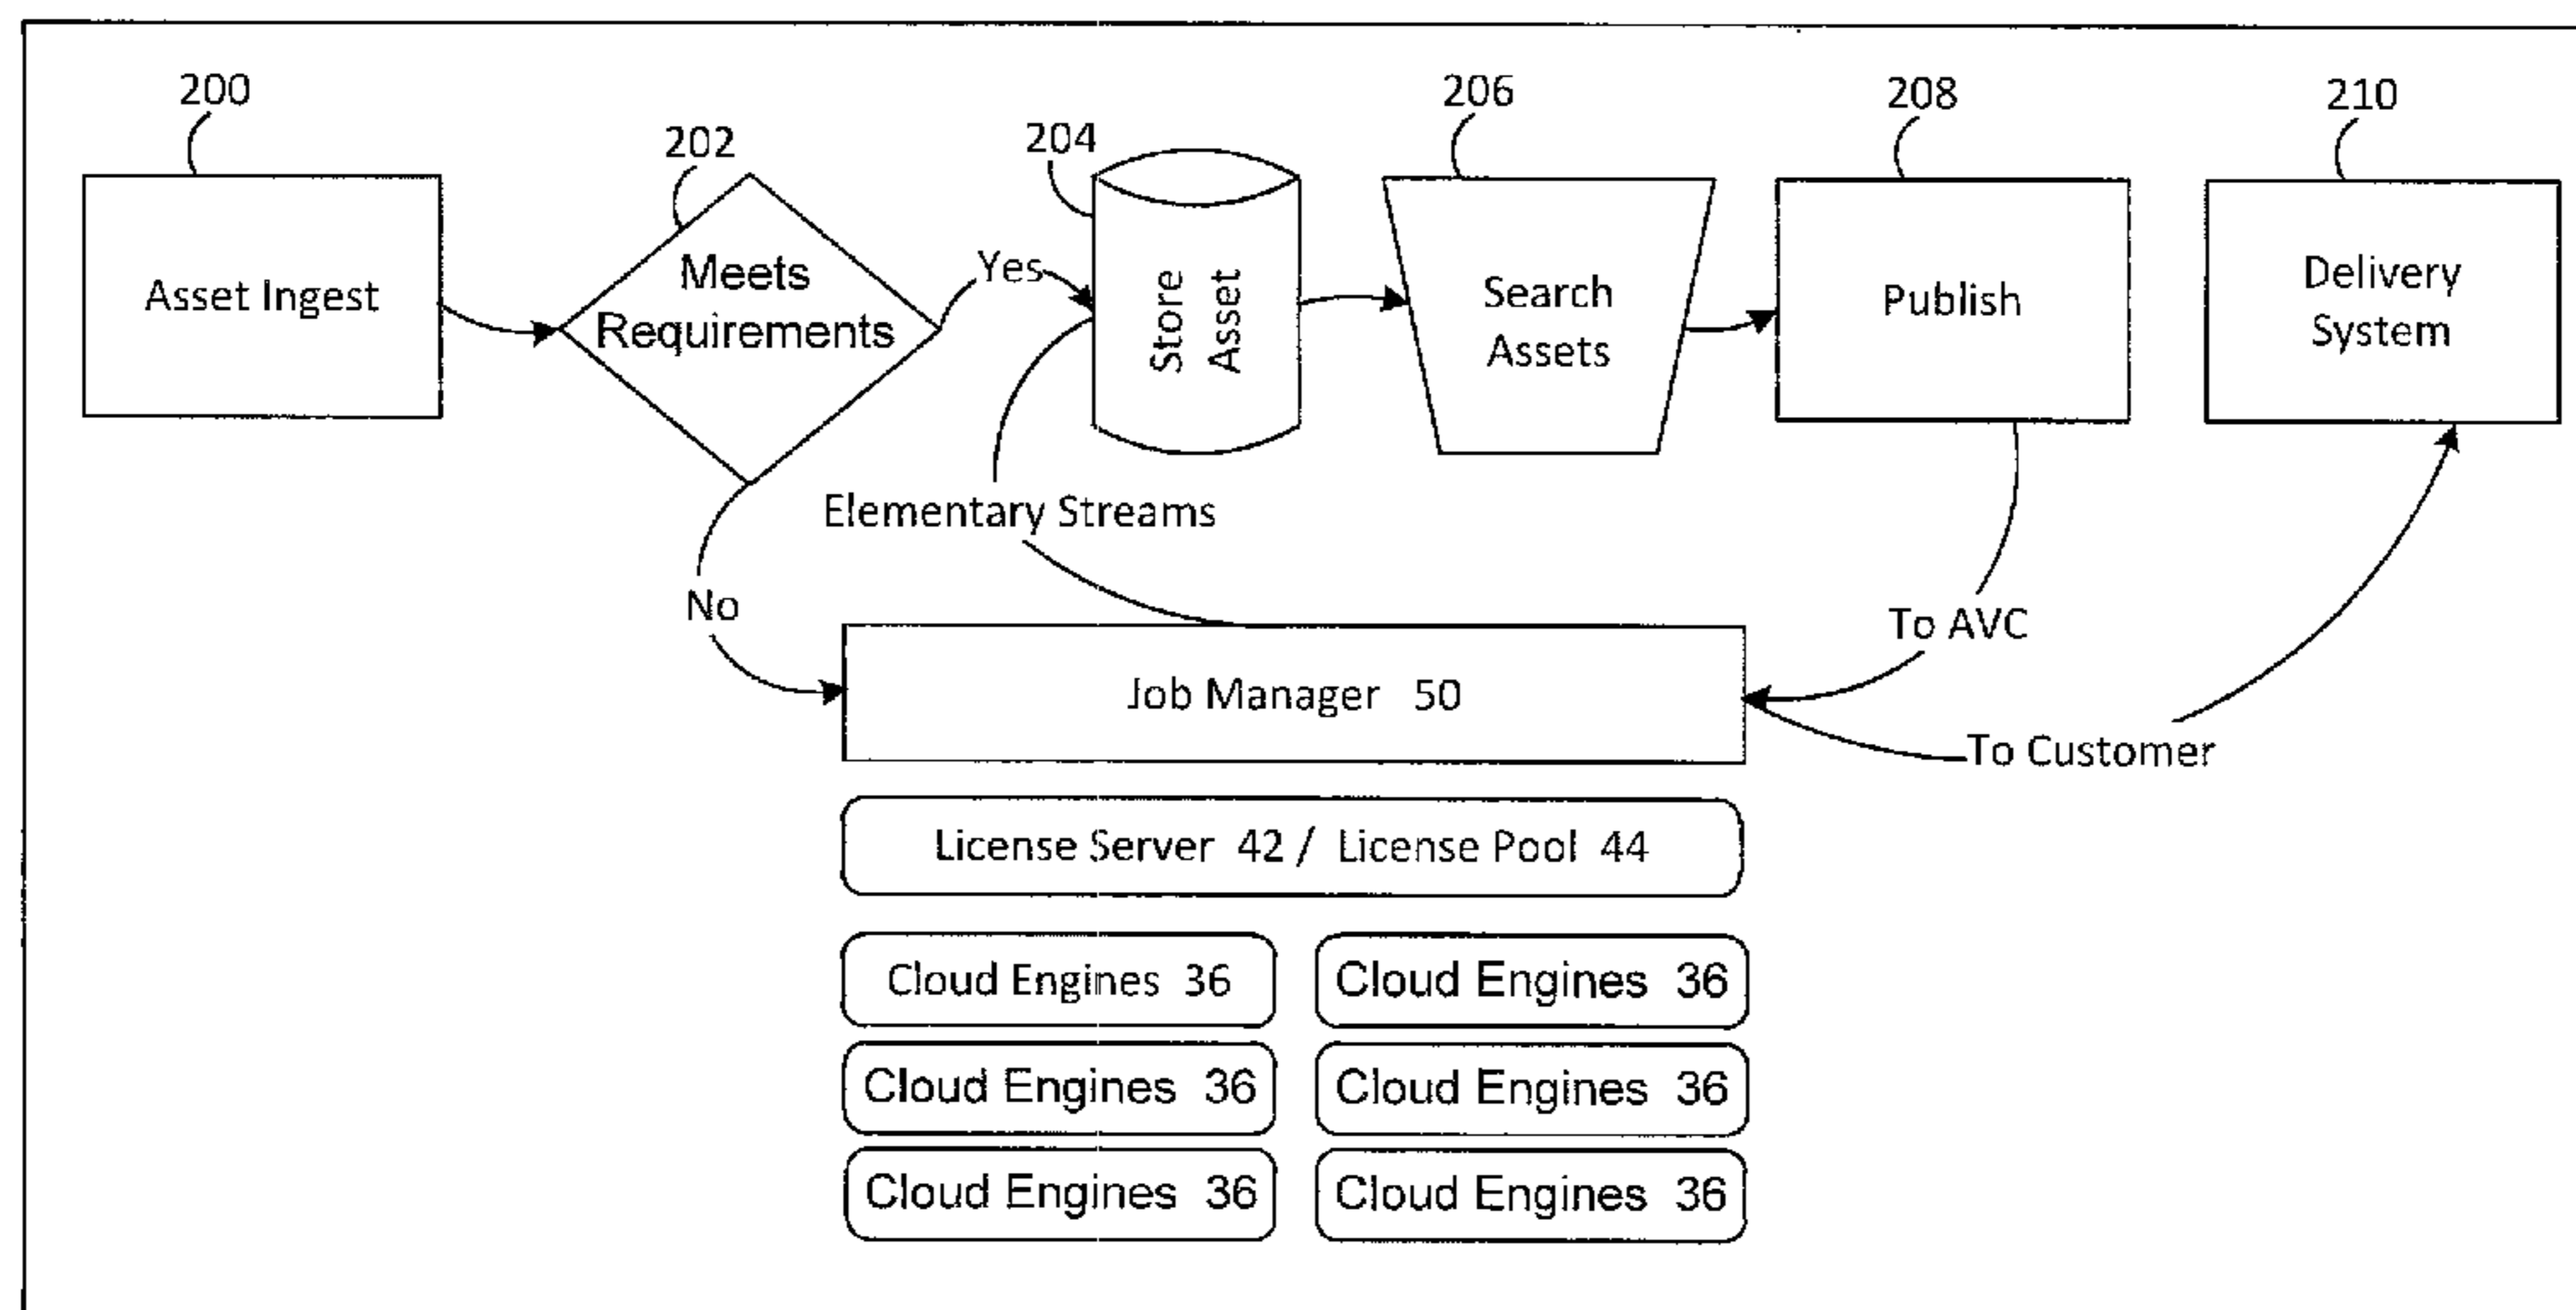 200
202
204
206
208
210
Asset Ingest
Meets
Requirements
Yes
Store
Asset
Search
Assets
Publish
Delivery
System
Elementary Streams
No
To AVC
Job Manager 50
To Customer
License Server 42 / License Pool 44
Cloud Engines 36
Cloud Engines 36
Cloud Engines 36
Cloud Engines 36
Cloud Engines 36
Cloud Engines 36